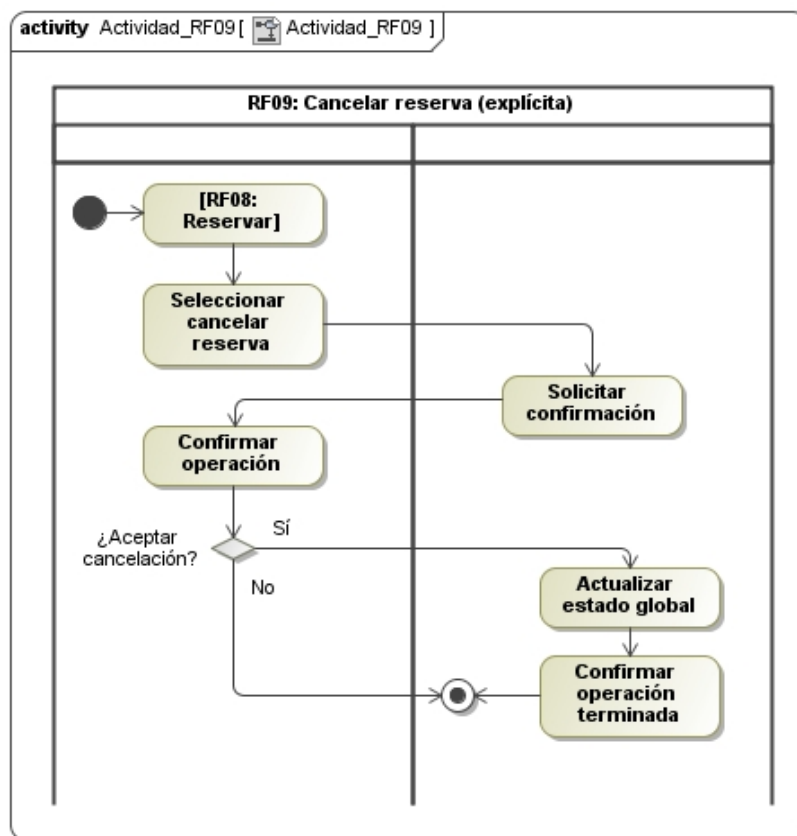 activity Actividad_RF09[ Actividad_RF09 ]
RF09: Cancelar reserva (explícita)
[RF08:
Reservar]
Seleccionar
cancelar
reserva
Solicitar
confirmación
Confirmar
operación
¿Aceptar
cancelación?
Sí
No
Actualizar
estado global
Confirmar
operación
terminada